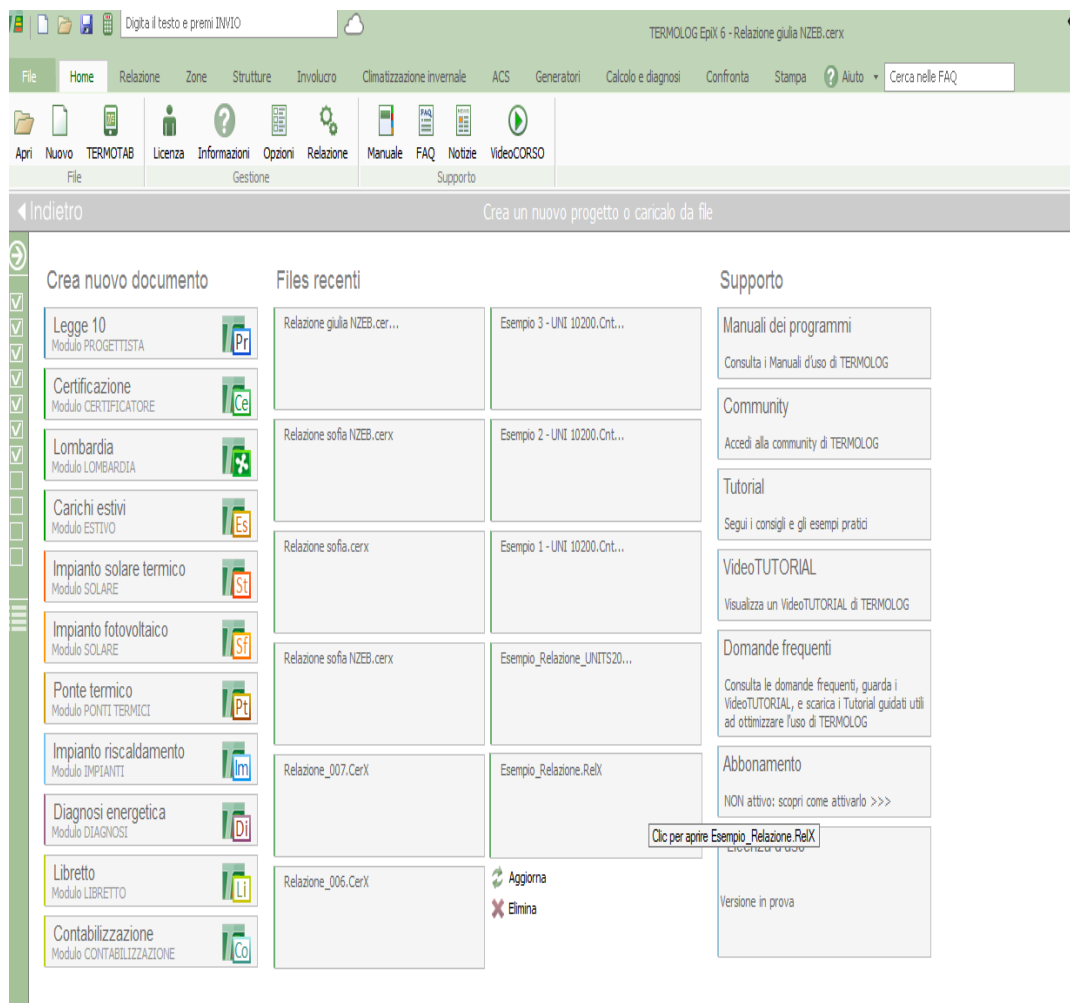 Digita il testo e premi INVIO
TERMOLOG EpiX 6 - Relazione giulia NZEB.cerx
File Home Relazione Zone Strutture Involucro Climatizzazione invernale ACS Generatori Calcolo e diagnosi Confronta Stampa ? Aiuto Cerca nelle FAQ
Apri Nuovo TERMOTAB Licenza Informazioni Opzioni Relazione Manuale FAQ Notizie VideoCORSO
File Gestione Supporto
Indietro
Crea un nuovo progetto o caricalo da file
Crea nuovo documento
Legge 10
Modulo PROGETTISTA
Pr
Certificazione
Modulo CERTIFICATORE
Ce
Lombardia
Modulo LOMBARDIA
Carichi estivi
Modulo ESTIVO
Es
Impianto solare termico
Modulo SOLARE
St
Impianto fotovoltaico
Modulo SOLARE
Sf
Ponte termico
Modulo PONTI TERMICI
Pt
Impianto riscaldamento
Modulo IMPIANTI
Im
Diagnosi energetica
Modulo DIAGNOSI
Di
Libretto
Modulo LIBRETTO
Li
Contabilizzazione
Modulo CONTABILIZZAZIONE
Co
Files recenti
Relazione giulia NZEB.cer...
Relazione sofia NZEB.cerx
Relazione sofia.cerx
Relazione sofia NZEB.cerx
Relazione_007.CerX
Relazione_006.CerX
Esempio 3 - UNI 10200.Cnt...
Esempio 2 - UNI 10200.Cnt...
Esempio 1 - UNI 10200.Cnt...
Esempio_Relazione_UNITS20...
Esempio_Relazione.RelX
Aggiorna
Elimina
Supporto
Manuali dei programmi
Consulta i Manuali d'uso di TERMOLOG
Community
Accedi alla community di TERMOLOG
Tutorial
Segui i consigli e gli esempi pratici
VideoTUTORIAL
Visualizza un VideoTUTORIAL di TERMOLOG
Domande frequenti
Consulta le domande frequenti, guarda i
VideoTUTORIAL, e scarica i Tutorial guidati utili
ad ottimizzare l'uso di TERMOLOG
Abbonamento
NON attivo: scopri come attivarlo >>>
Clic per aprire Esempio_Relazione.RelX
Licenza d'uso
Versione in prova